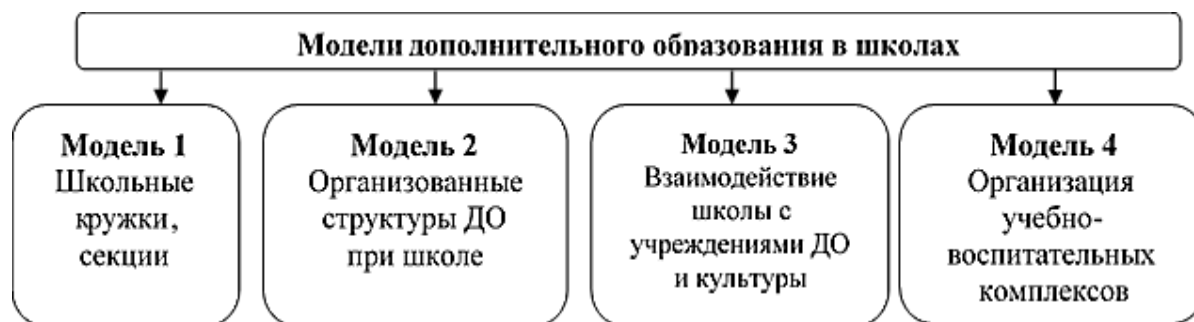 Модели дополнительного образования в школах
Модель 1
Школьные
кружки,
секции
Модель 2
Организованные
структуры ДО
при школе
Модель 3
Взаимодействие
школы с
учреждениями ДО
и культуры
Модель 4
Организация
учебно-
воспитательных
комплексов